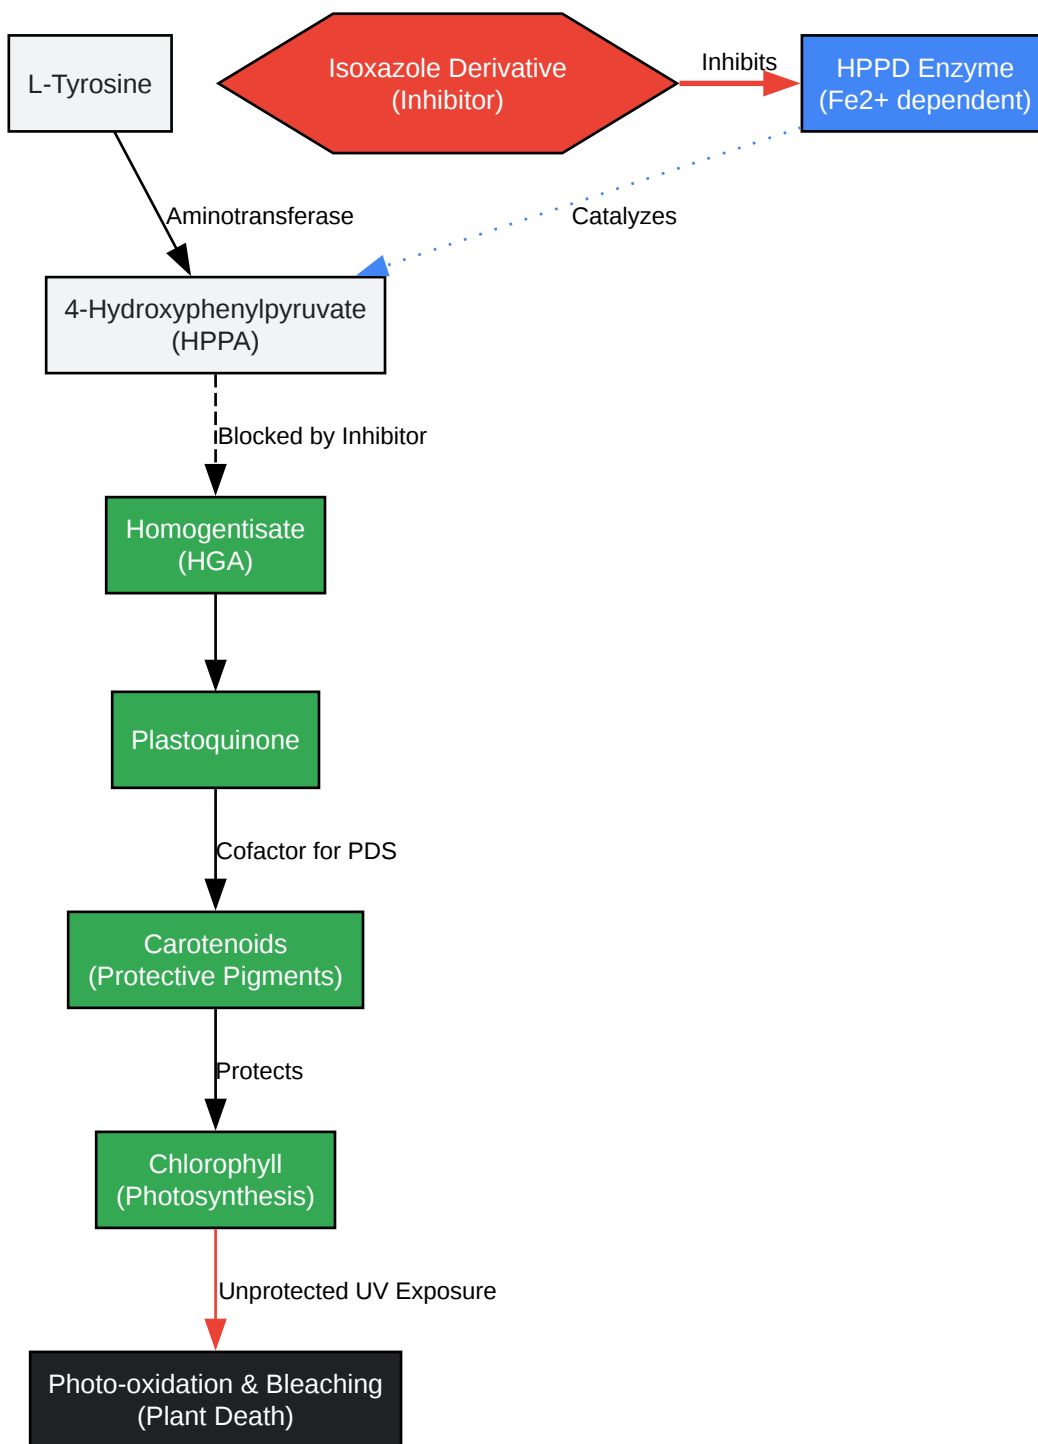 L-Tyrosine
Isoxazole Derivative
(Inhibitor)
Inhibits
HPPD Enzyme
(Fe2+ dependent)
Aminotransferase
Catalyzes
4-Hydroxyphenylpyruvate
(HPPA)
Blocked by Inhibitor
Homogentisate
(HGA)
Plastoquinone
Cofactor for PDS
Carotenoids
(Protective Pigments)
Protects
Chlorophyll
(Photosynthesis)
Unprotected UV Exposure
Photo-oxidation & Bleaching
(Plant Death)